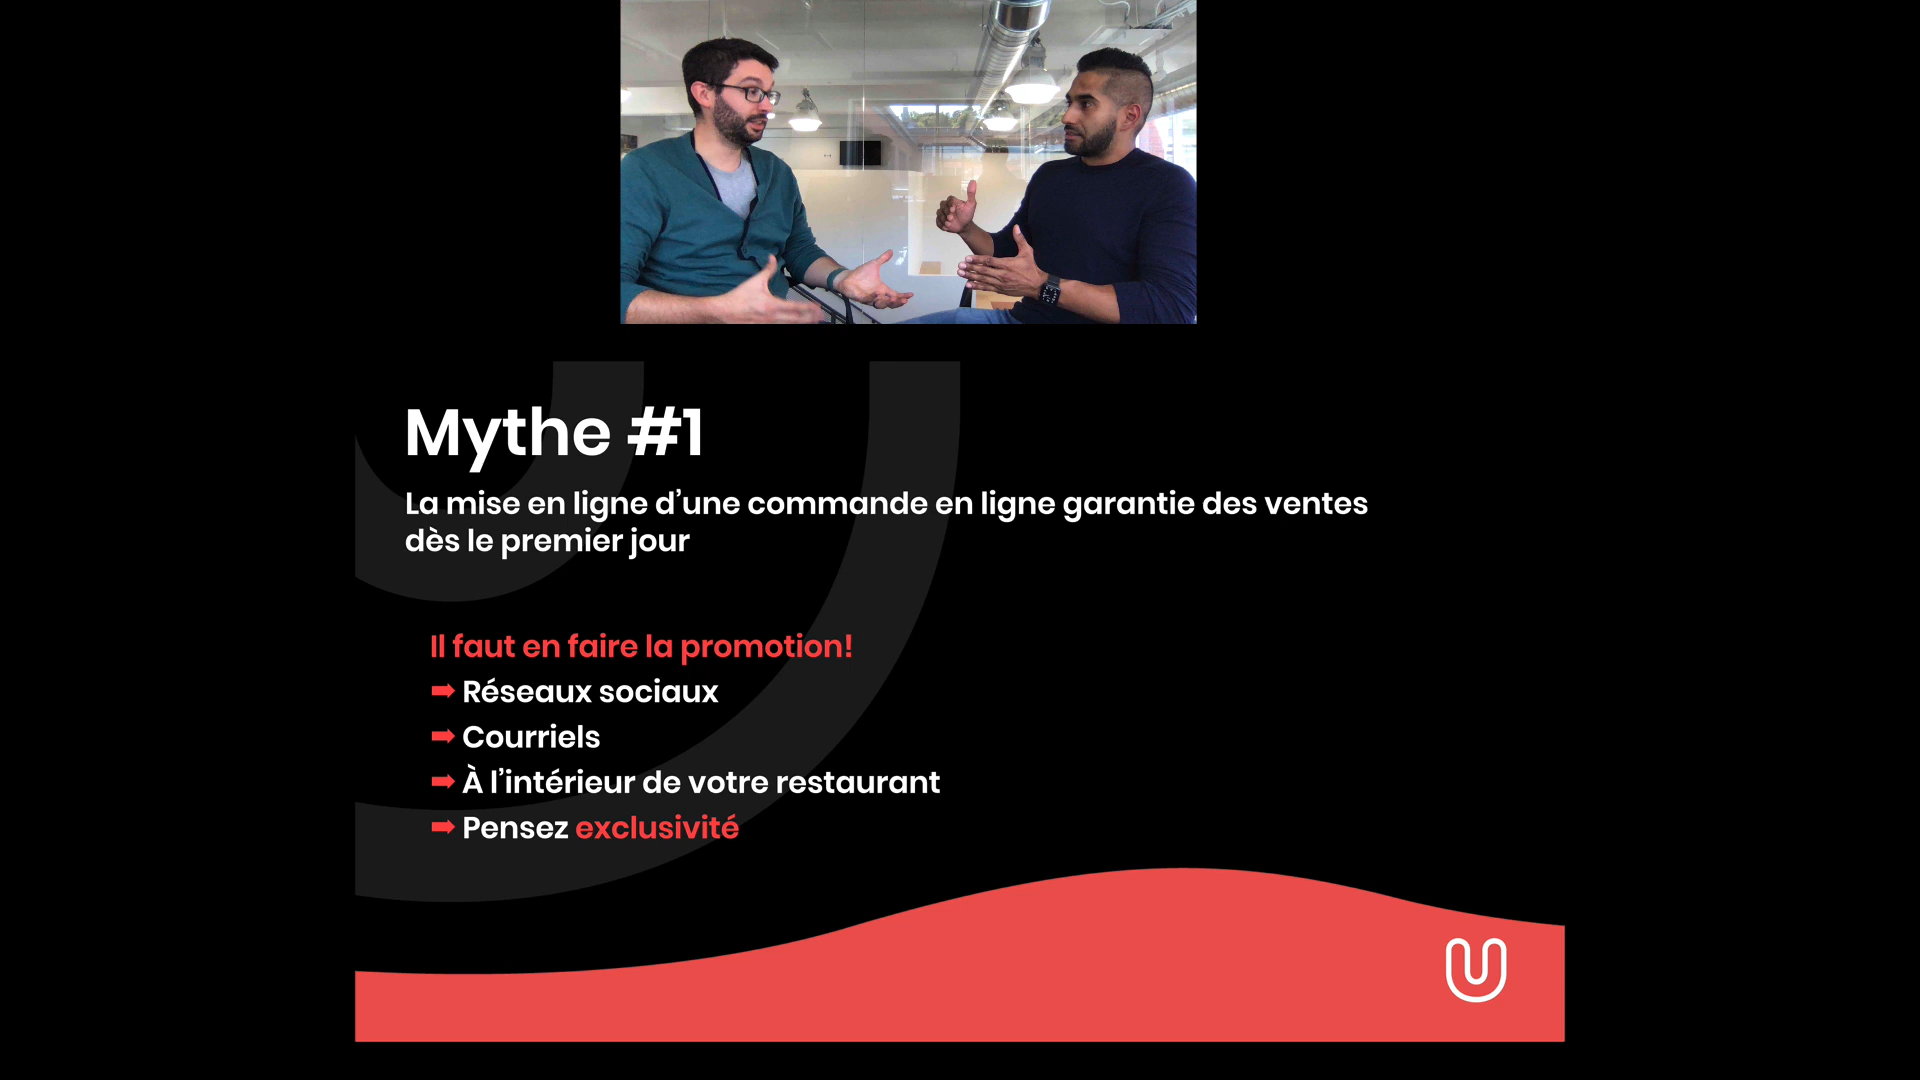 Mythe #1
La mise en ligne d’une commande en ligne garantie des ventes
dès le premier jour
Il faut en faire la promotion!
➡ Réseaux sociaux
➡ Courriels
➡ À l’intérieur de votre restaurant
➡ Pensez exclusivité